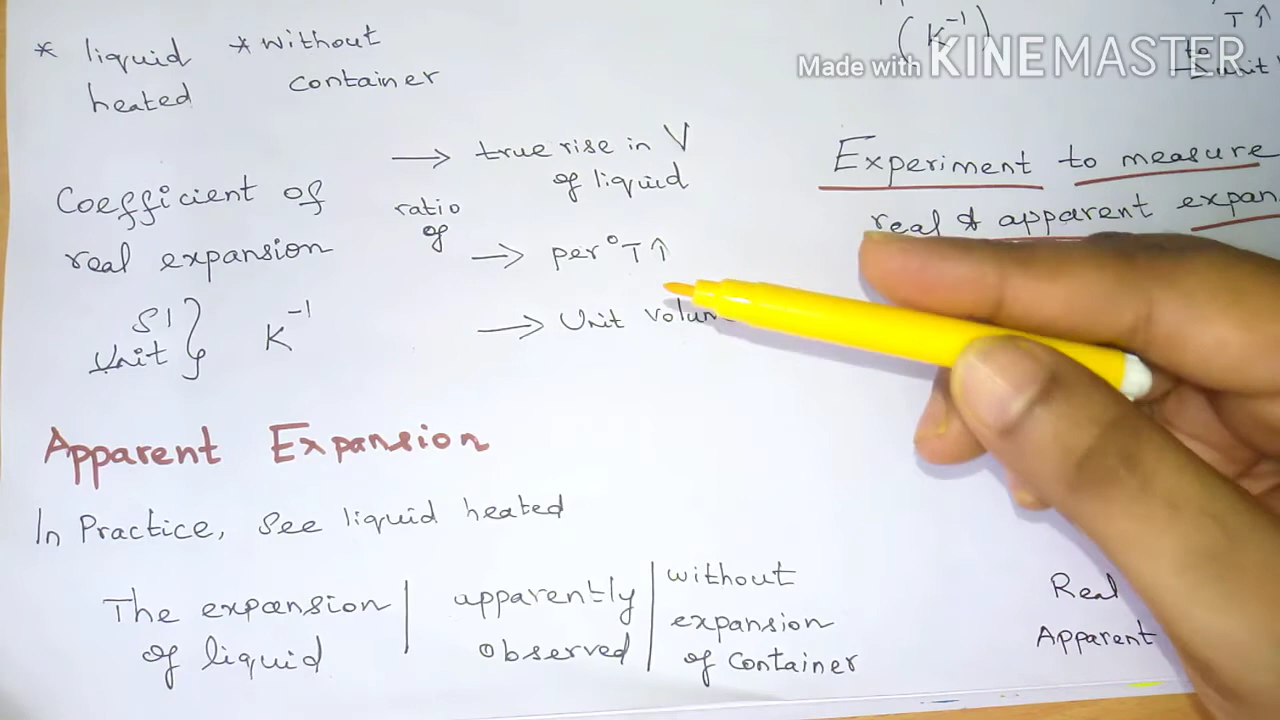 * liquid heated
* without container
Coefficient of real expansion
ratio of
→ true rise in V of liquid
→ per °T↑
→ Unit
SI Unit } K⁻¹
Apparent Expansion
In Practice, See liquid heated
The expansion of liquid | apparently observed | without expansion of container
(K⁻¹)
T↑
to
Made with KINEMASTER
Experiment to measure
real & apparent
Real
Apparent